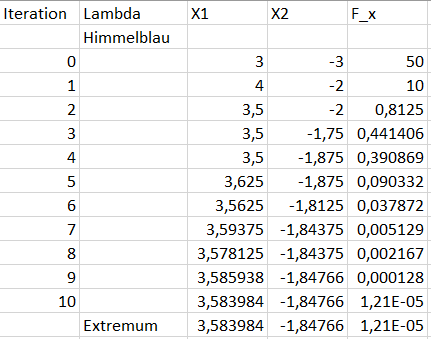 Iteration Lambda X1 X2 F_x
Himmelblau
0 3 -3 50
1 4 -2 10
2 3,5 -2 0,8125
3 3,5 -1,75 0,441406
4 3,5 -1,875 0,390869
5 3,625 -1,875 0,090332
6 3,5625 -1,8125 0,037872
7 3,59375 -1,84375 0,005129
8 3,578125 -1,84375 0,002167
9 3,585938 -1,84766 0,000128
10 3,583984 -1,84766 1,21E-05
Extremum 3,583984 -1,84766 1,21E-05